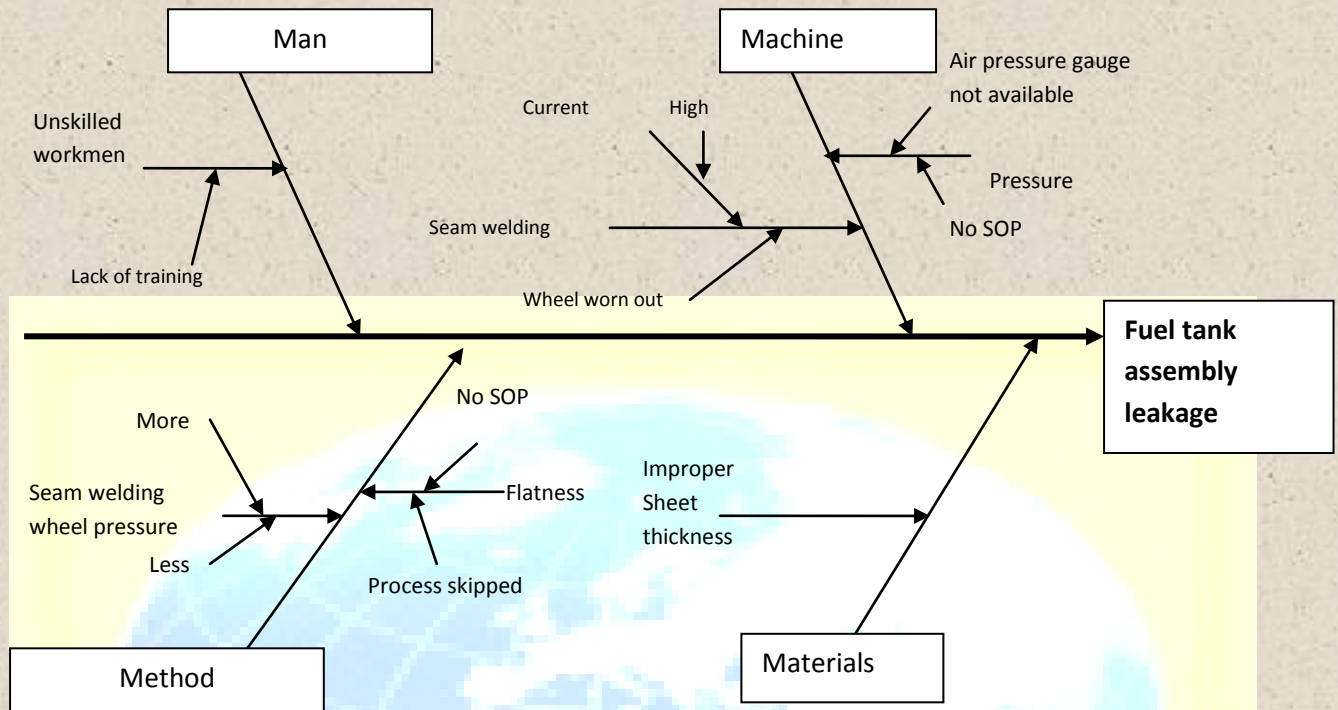 Man
Machine
Air pressure gauge
not available
Current
High
Unskilled
workmen
Pressure
Seam welding
No SOP
Lack of training
Wheel worn out
Fuel tank
assembly
leakage
No SOP
More
Improper
Sheet
thickness
Seam welding
wheel pressure
Flatness
Less
Process skipped
Method
Materials